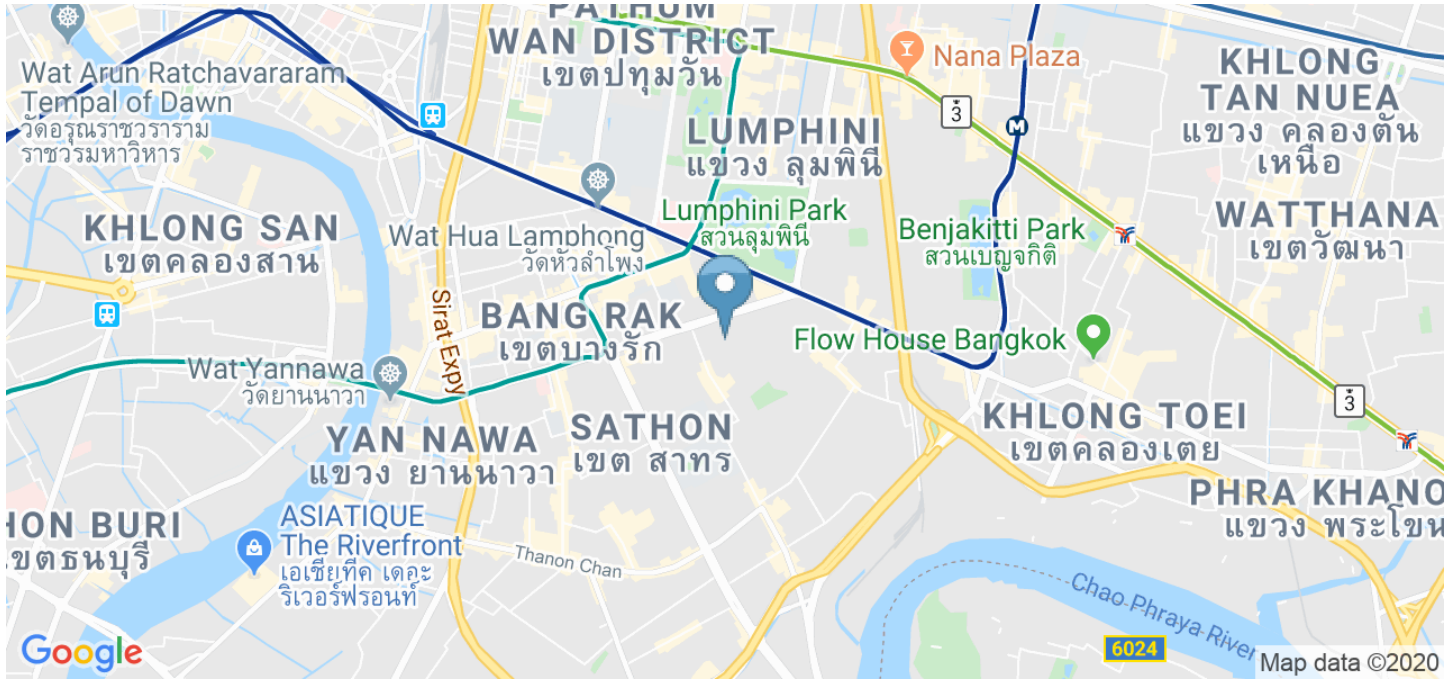 PATHUM
WAN DISTRICT
เขตปทุมวัน
Nana Plaza
KHLONG
TAN NUEA
แขวง คลองตัน
เหนือ
Wat Arun Ratchavararam
Tempal of Dawn
วัดอรุณราชวราราม
ราชวรมหาวิหาร
3
M
LUMPHINI
แขวง ลุมพินี
KHLONG SAN
เขตคลองสาน
Wat Hua Lamphong
วัดหัวลำโพง
Lumphini Park
สวนลุมพินี
Benjakitti Park
สวนเบญจกิติ
WATTHANA
เขตวัฒนา
Sirat Expy
BANG RAK
เขตบางรัก
Flow House Bangkok
Wat Yannawa
วัดยานนาวา
3
YAN NAWA
แขวง ยานนาวา
SATHON
เขต สาทร
KHLONG TOEI
เขตคลองเตย
PHRA KHANO
แขวง พระโขน
HON BURI
เขตธนบุรี
ASIATIQUE
The Riverfront
เอเชียทีค เดอะ
ริเวอร์ฟรอนท์
Thanon Chan
Chao Phraya River
6024
Google
Map data ©2020